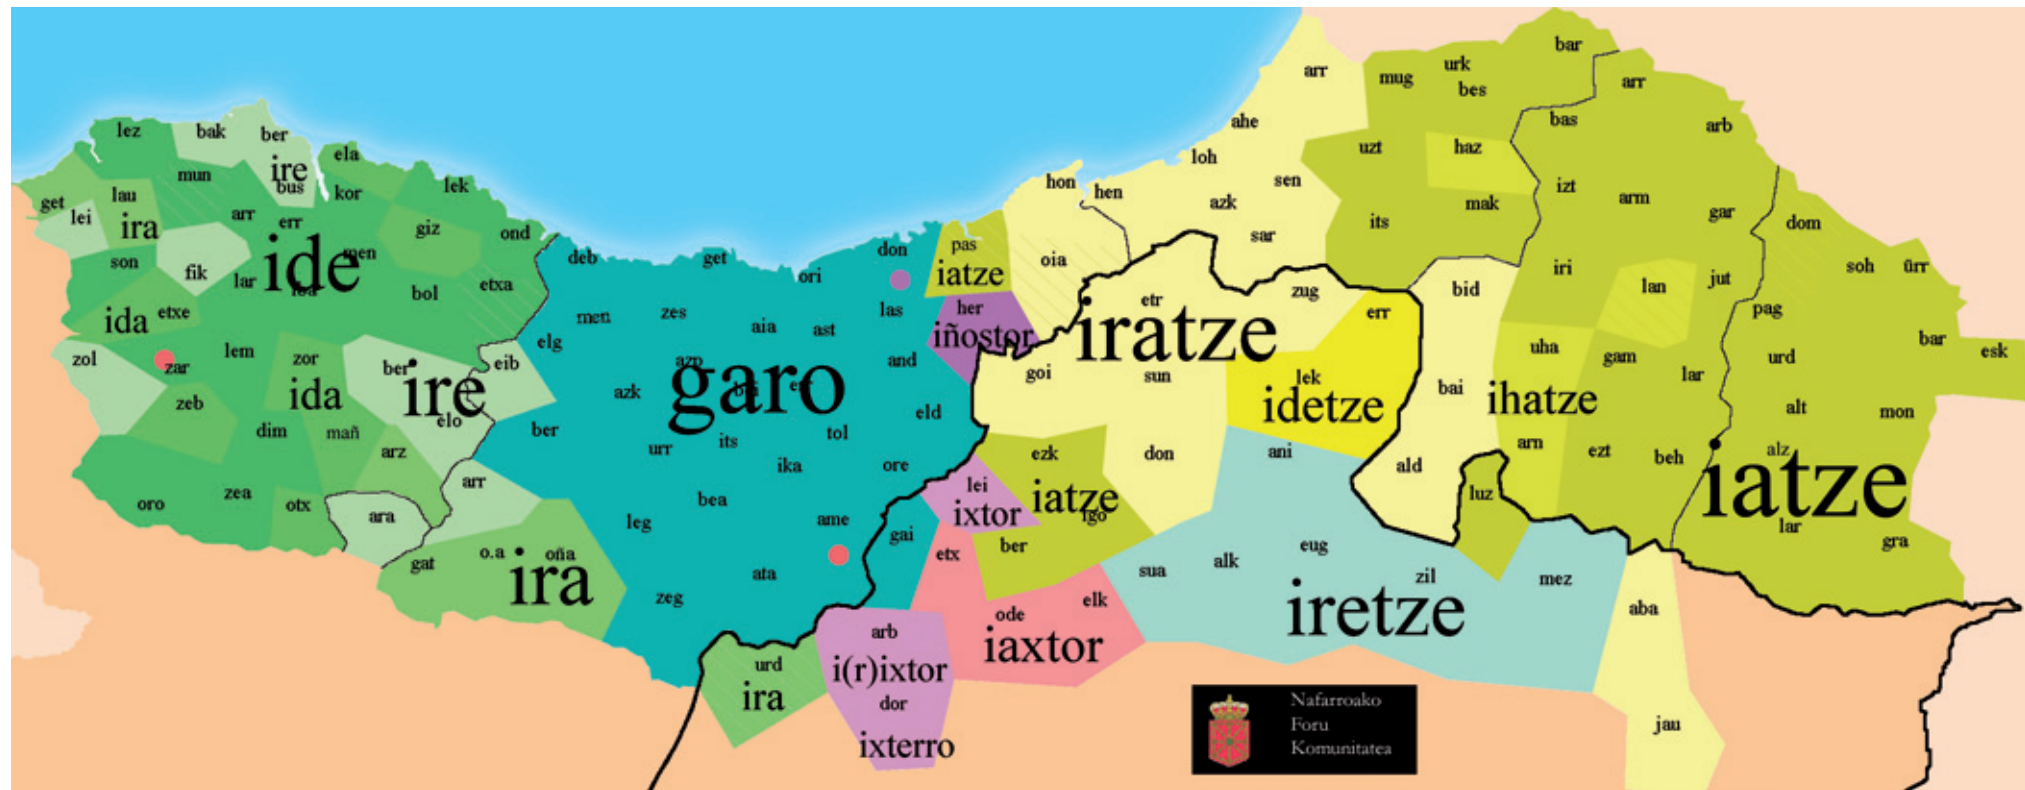 bar
arr
urk
mug
bes
arr
lez
bak
ber
ahe
bas
arb
ela
uzt
haz
loh
ire
mun
bus
kor
lek
hon
hen
sen
izt
get
lau
lei
ira
arr
err
giz
ond
azk
mak
arm
gar
its
dom
sar
ide
men
son
fik
lar
bol
etxa
deb
get
ori
don
pas
iatze
oia
iri
lan
jut
soh
ürr
ida
etxe
men
zes
aia
ast
las
her
iñostor
etr
iratze
zug
err
bid
pag
zol
zar
lem
zor
ber
ire
eib
elg
garo
and
goi
sun
lek
idetze
bai
uha
ihatze
gam
lar
urd
bar
esk
zeb
ida
elo
azk
eld
alt
mon
dim
mañ
arz
ber
urr
its
tol
ika
ore
ezk
don
ani
ald
arn
ezt
beh
alz
iatze
oro
zea
otx
ara
arr
bea
leg
ame
lei
ixtor
iatze
luz
lar
gra
gat
o.a
oña
ira
gai
etx
ber
sua
alk
eug
zil
iretze
mez
zeg
ata
ode
elk
iaxtor
aba
urd
ira
arb
i(r)ixtor
dor
ixterro
jau
Nafarroako
Foru
Komunitatea